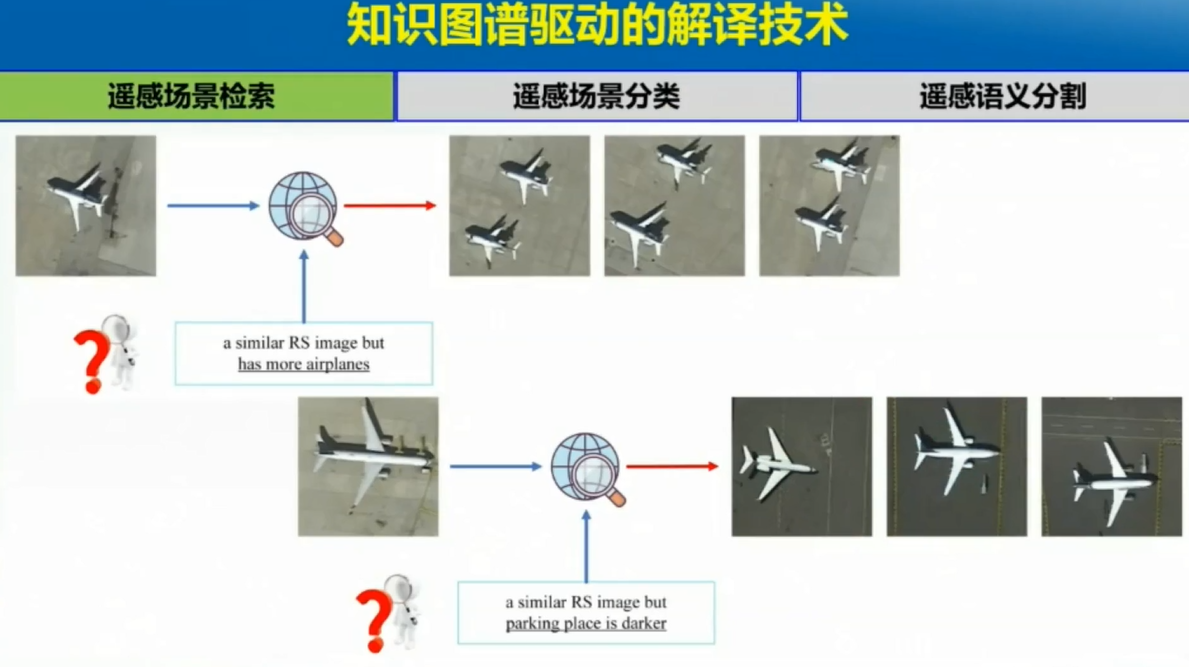 知识图谱驱动的解译技术
遥感场景检索
遥感场景分类
遥感语义分割
a similar RS image but
has more airplanes
a similar RS image but
parking place is darker